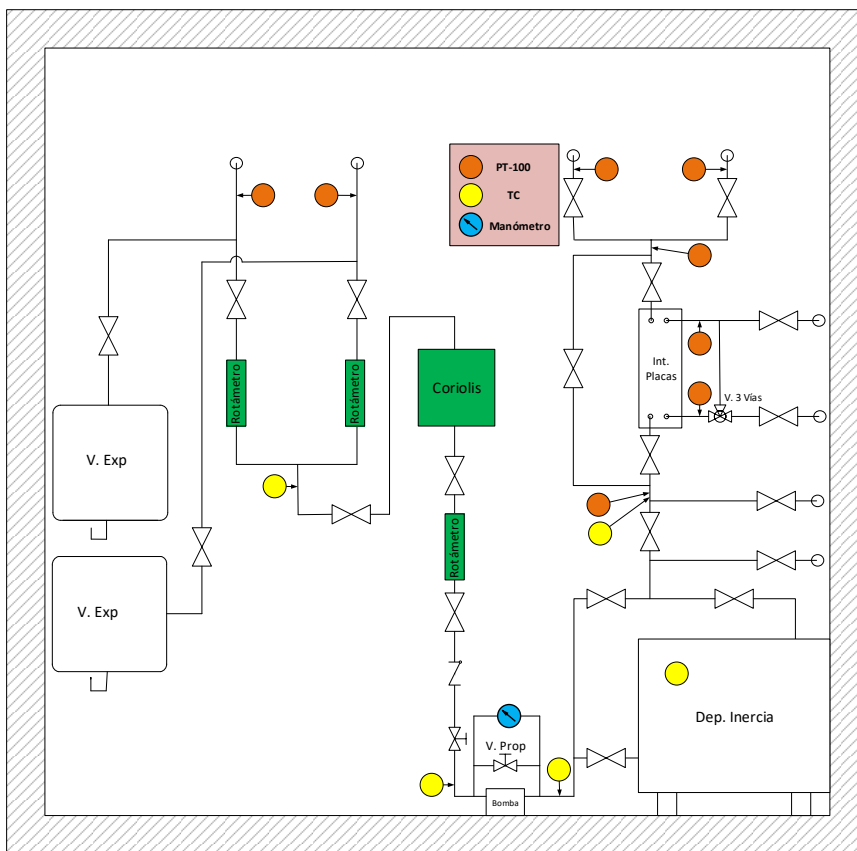 PT-100
TC
Manómetro
Int.
Placas
V. 3 Vías
Rotámetro
Rotámetro
Coriolis
V. Exp
Rotámetro
V. Exp
Dep. Inercia
V. Prop
Bomba